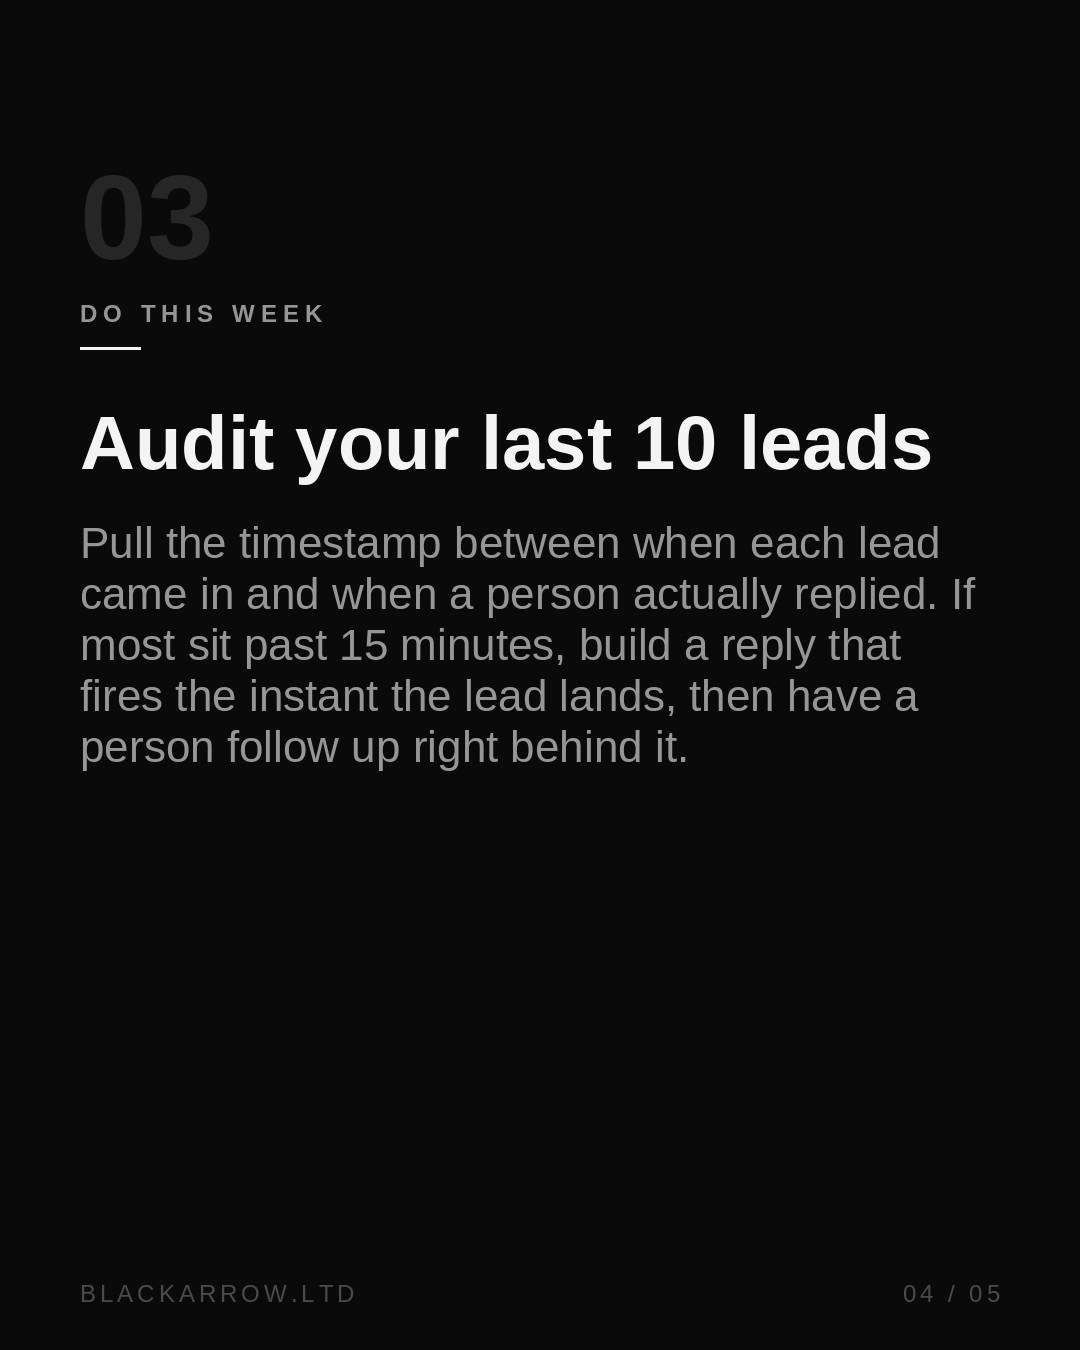 03
DO THIS WEEK
Audit your last 10 leads
Pull the timestamp between when each lead
came in and when a person actually replied. If
most sit past 15 minutes, build a reply that
fires the instant the lead lands, then have a
person follow up right behind it.
BLACKARROW.LTD
04 / 05